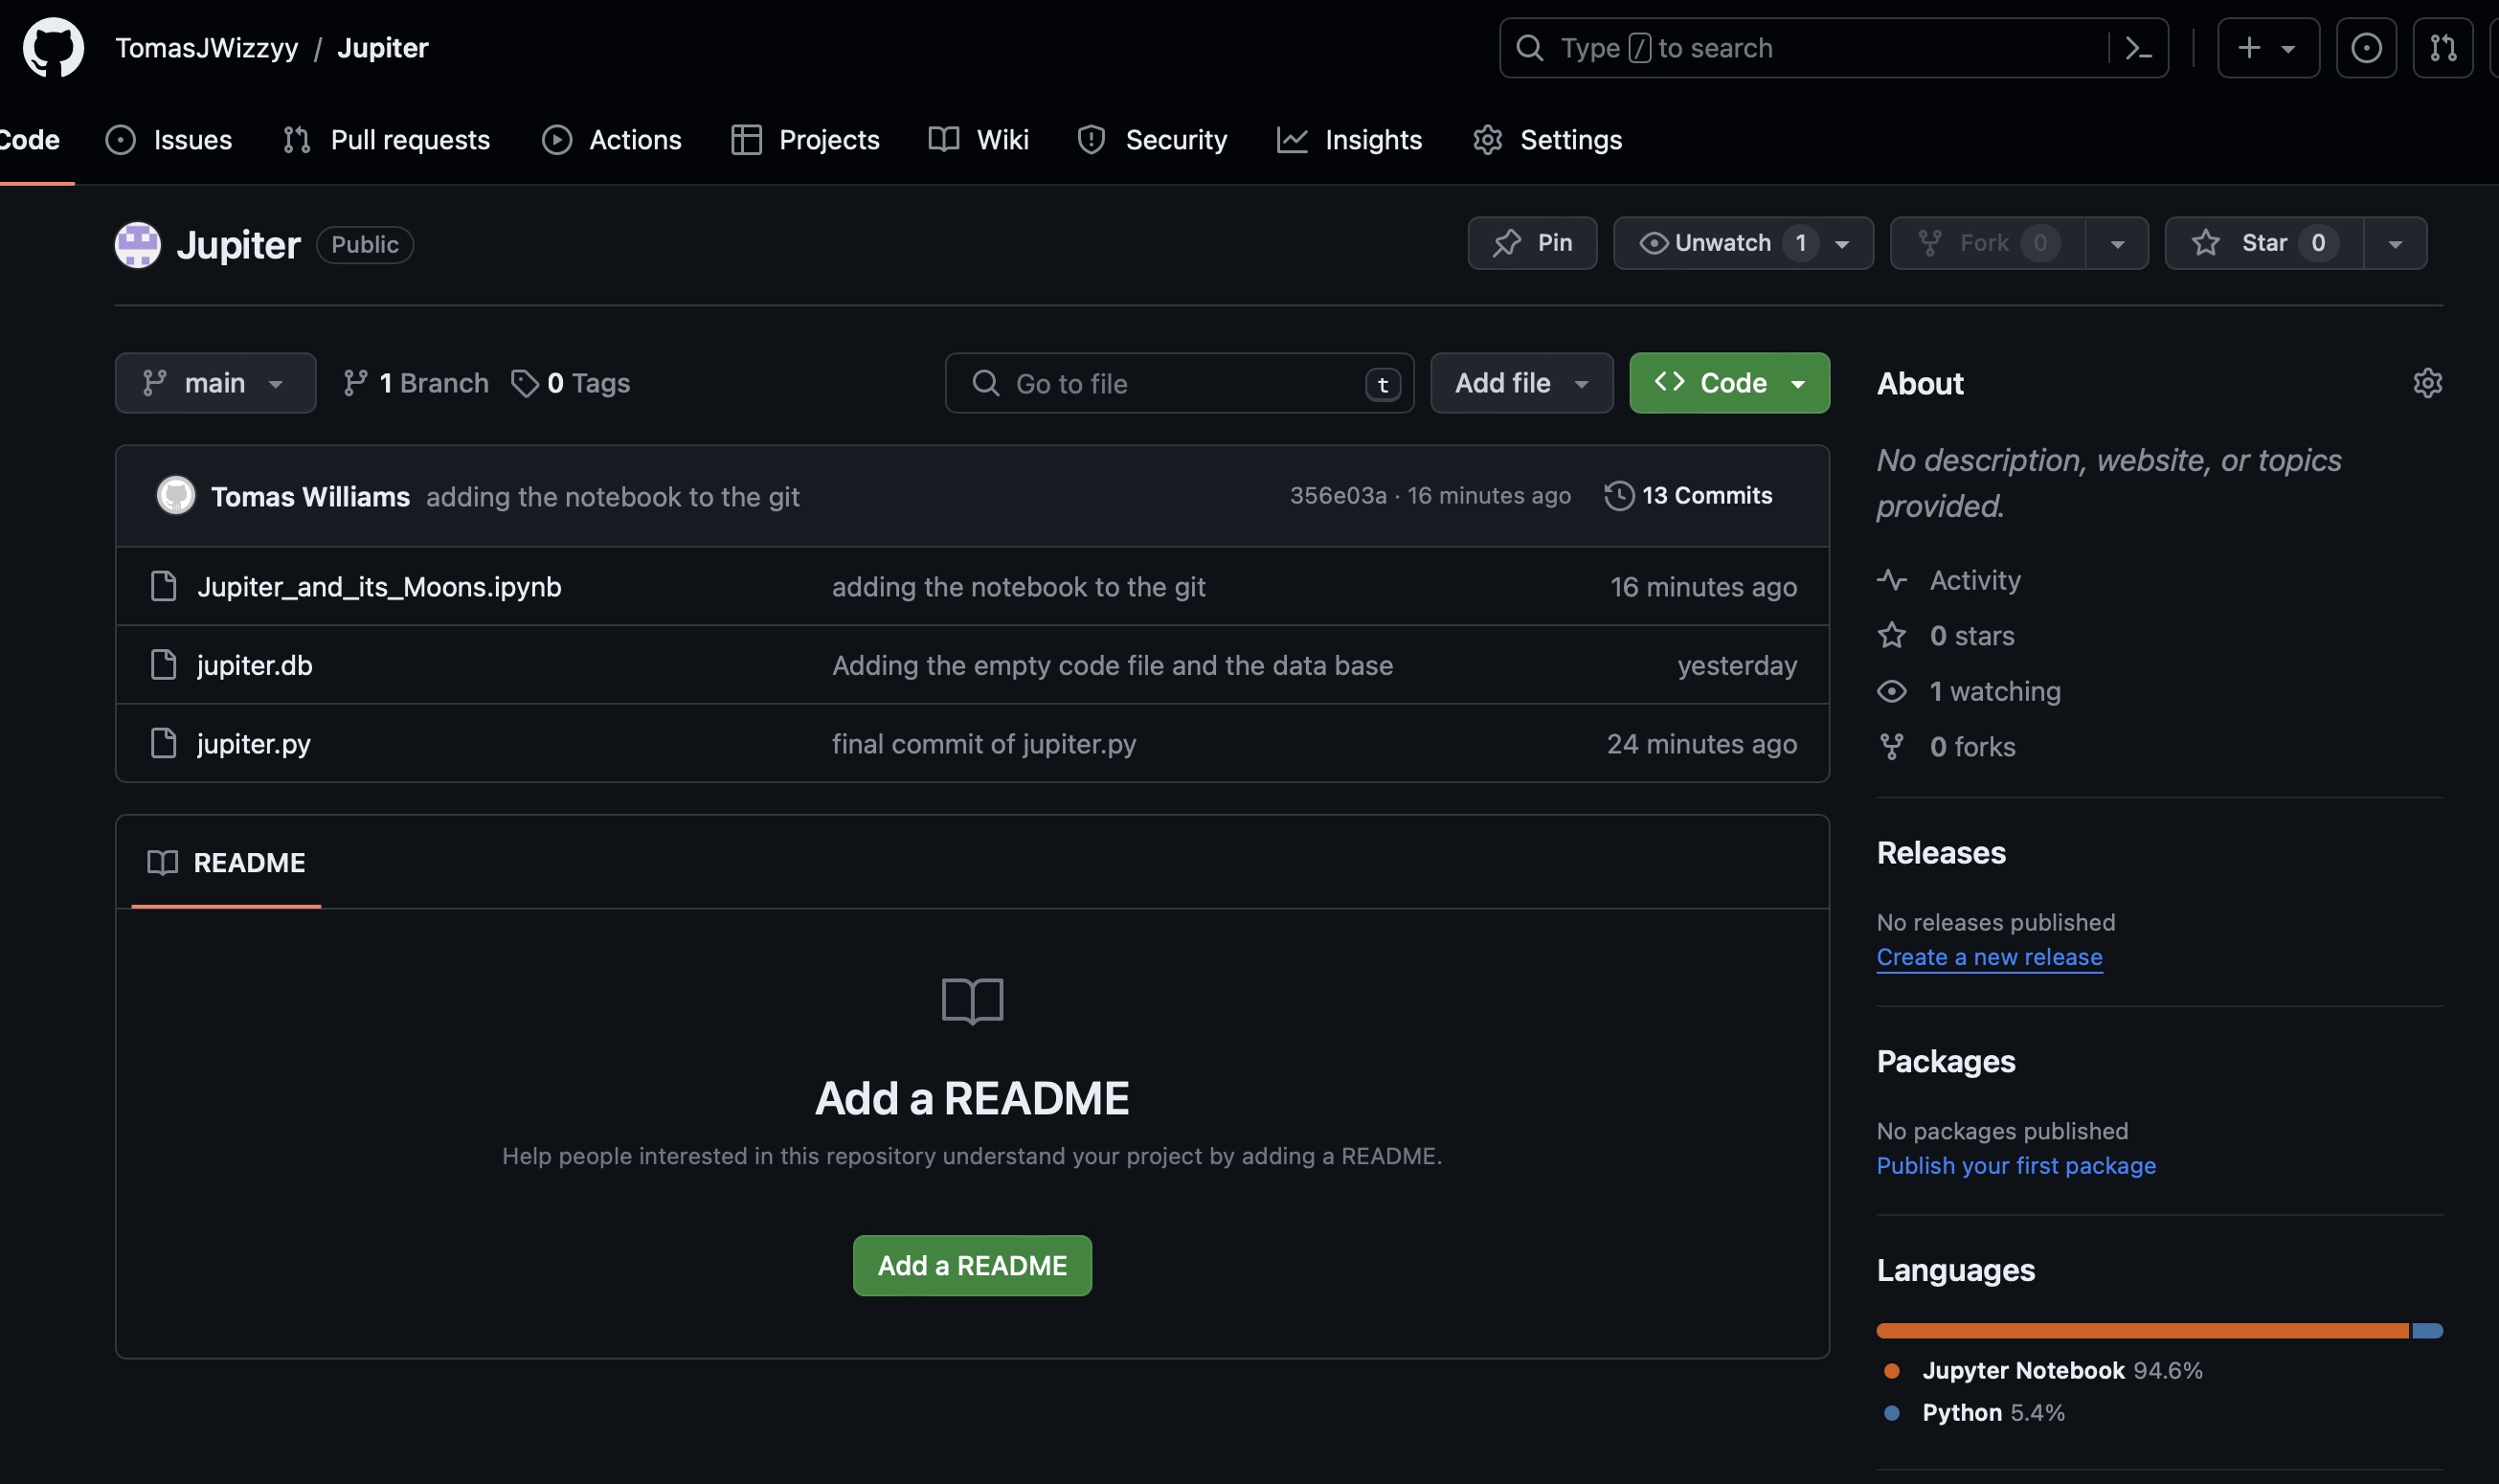 TomasJWizzyy / Jupiter
Type / to search
Code Issues Pull requests Actions Projects Wiki Security Insights Settings
Jupiter Public
Pin Unwatch 1 Fork 0 Star 0
main 1 Branch 0 Tags
Go to file t Add file Code
Tomas Williams adding the notebook to the git 356e03a · 16 minutes ago 13 Commits
Jupiter_and_its_Moons.ipynb adding the notebook to the git 16 minutes ago
jupiter.db Adding the empty code file and the data base yesterday
jupiter.py final commit of jupiter.py 24 minutes ago
README
Add a README
Help people interested in this repository understand your project by adding a README.
Add a README
About
No description, website, or topics
provided.
Activity
0 stars
1 watching
0 forks
Releases
No releases published
Create a new release
Packages
No packages published
Publish your first package
Languages
Jupyter Notebook 94.6%
Python 5.4%